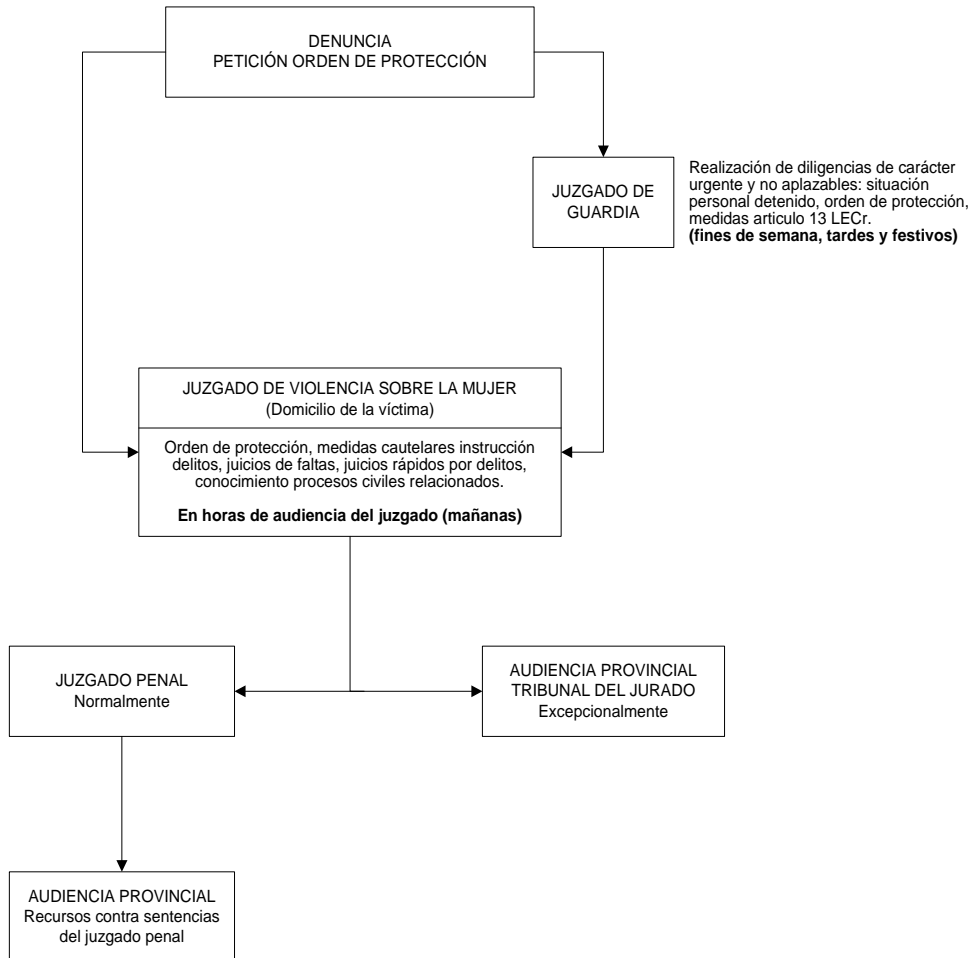 DENUNCIA
PETICIÓN ORDEN DE PROTECCIÓN
JUZGADO DE
GUARDIA
Realización de diligencias de carácter
urgente y no aplazables: situación
personal detenido, orden de protección,
medidas articulo 13 LECr.
(fines de semana, tardes y festivos)
JUZGADO DE VIOLENCIA SOBRE LA MUJER
(Domicilio de la víctima)
Orden de protección, medidas cautelares instrucción
delitos, juicios de faltas, juicios rápidos por delitos,
conocimiento procesos civiles relacionados.
En horas de audiencia del juzgado (mañanas)
JUZGADO PENAL
Normalmente
AUDIENCIA PROVINCIAL
TRIBUNAL DEL JURADO
Excepcionalmente
AUDIENCIA PROVINCIAL
Recursos contra sentencias
del juzgado penal